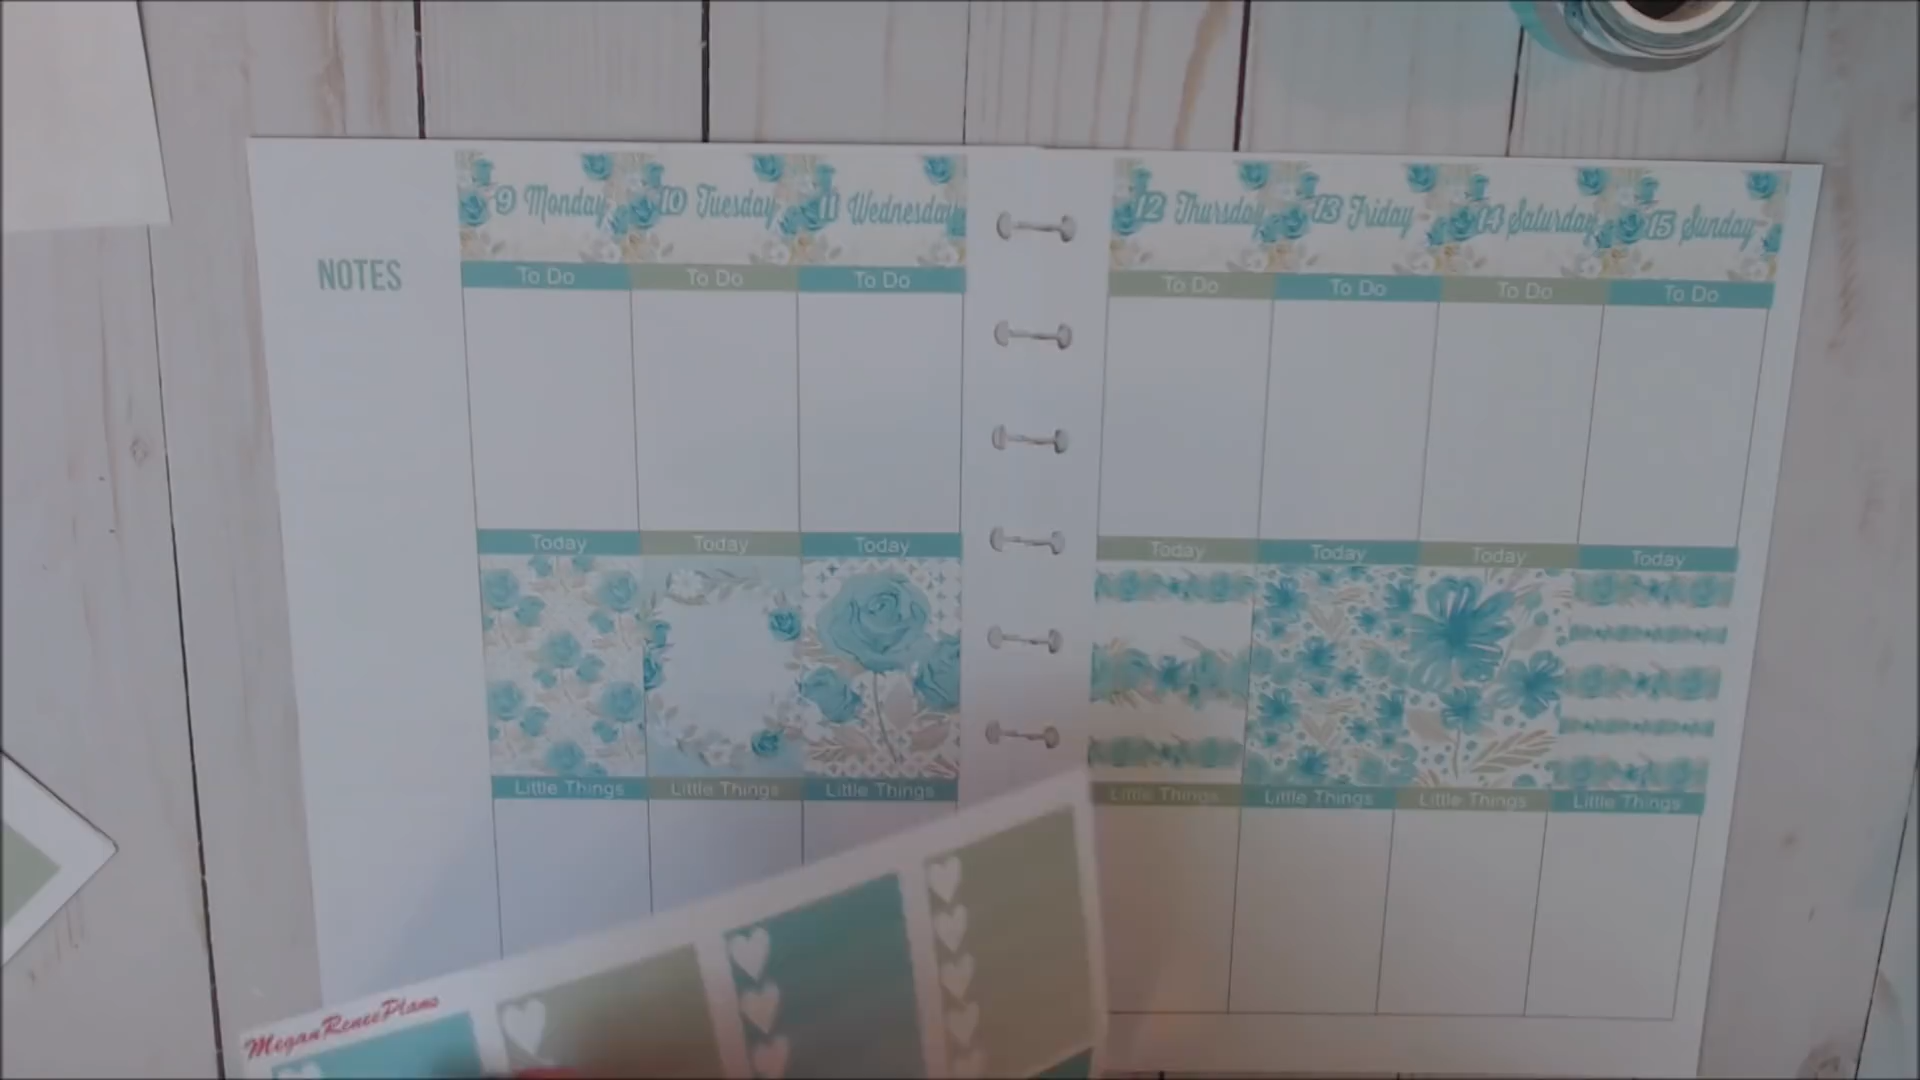 9 Monday 10 Tuesday 11 Wednesday 12 Thursday 13 Friday 14 Saturday 15 Sunday
NOTES
To Do To Do To Do To Do To Do To Do To Do
Today Today Today Today Today Today Today
Little Things Little Things Little Things Little Things Little Things Little Things Little Things
MeganReneePlans